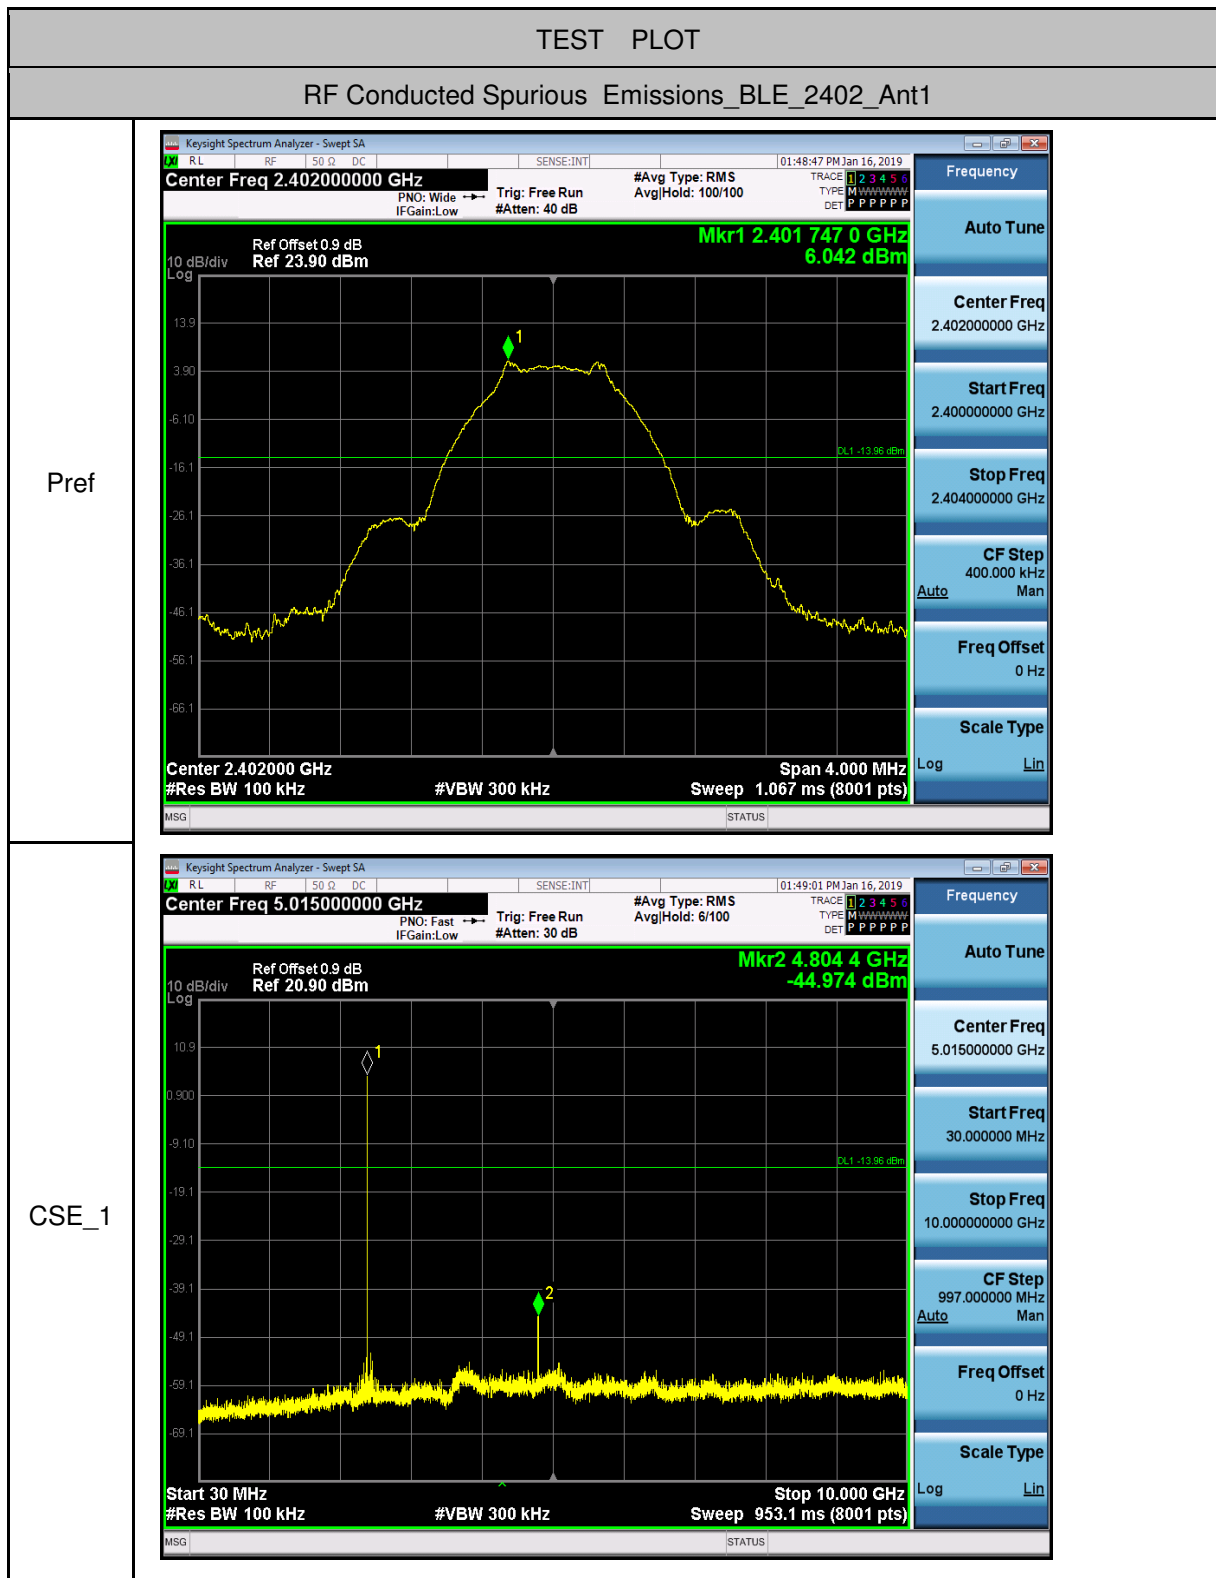 TEST PLOT
RF Conducted Spurious Emissions_BLE_2402_Ant1
Pref
Keysight Spectrum Analyzer - Swept SA
LXI RL RF 50 Ω DC SENSE:INT 01:48:47 PM Jan 16, 2019
Center Freq 2.402000000 GHz
PNO: Wide
IFGain:Low
Trig: Free Run
#Atten: 40 dB
#Avg Type: RMS
Avg|Hold: 100/100
TRACE 1 2 3 4 5 6
TYPE M WWWWW
DET P P P P P P
Mkr1 2.401 747 0 GHz
6.042 dBm
Ref Offset 0.9 dB
10 dB/div Ref 23.90 dBm
Log
13.9
3.90
-6.10
-16.1
-26.1
-36.1
-46.1
-56.1
-66.1
1
DL1 -13.96 dBm
Center 2.402000 GHz Span 4.000 MHz
#Res BW 100 kHz #VBW 300 kHz Sweep 1.067 ms (8001 pts)
MSG STATUS
Frequency
Auto Tune
Center Freq
2.402000000 GHz
Start Freq
2.400000000 GHz
Stop Freq
2.404000000 GHz
CF Step
400.000 kHz
Auto Man
Freq Offset
0 Hz
Scale Type
Log Lin
CSE_1
Keysight Spectrum Analyzer - Swept SA
LXI RL RF 50 Ω DC SENSE:INT 01:49:01 PM Jan 16, 2019
Center Freq 5.015000000 GHz
PNO: Fast
IFGain:Low
Trig: Free Run
#Atten: 30 dB
#Avg Type: RMS
Avg|Hold: 6/100
TRACE 1 2 3 4 5 6
TYPE M WWWWW
DET P P P P P P
Mkr2 4.804 4 GHz
-44.974 dBm
Ref Offset 0.9 dB
10 dB/div Ref 20.90 dBm
Log
10.9
0.900
-9.10
-19.1
-29.1
-39.1
-49.1
-59.1
-69.1
1
2
DL1 -13.96 dBm
Start 30 MHz Stop 10.000 GHz
#Res BW 100 kHz #VBW 300 kHz Sweep 953.1 ms (8001 pts)
MSG STATUS
Frequency
Auto Tune
Center Freq
5.015000000 GHz
Start Freq
30.000000 MHz
Stop Freq
10.000000000 GHz
CF Step
997.000000 MHz
Auto Man
Freq Offset
0 Hz
Scale Type
Log Lin